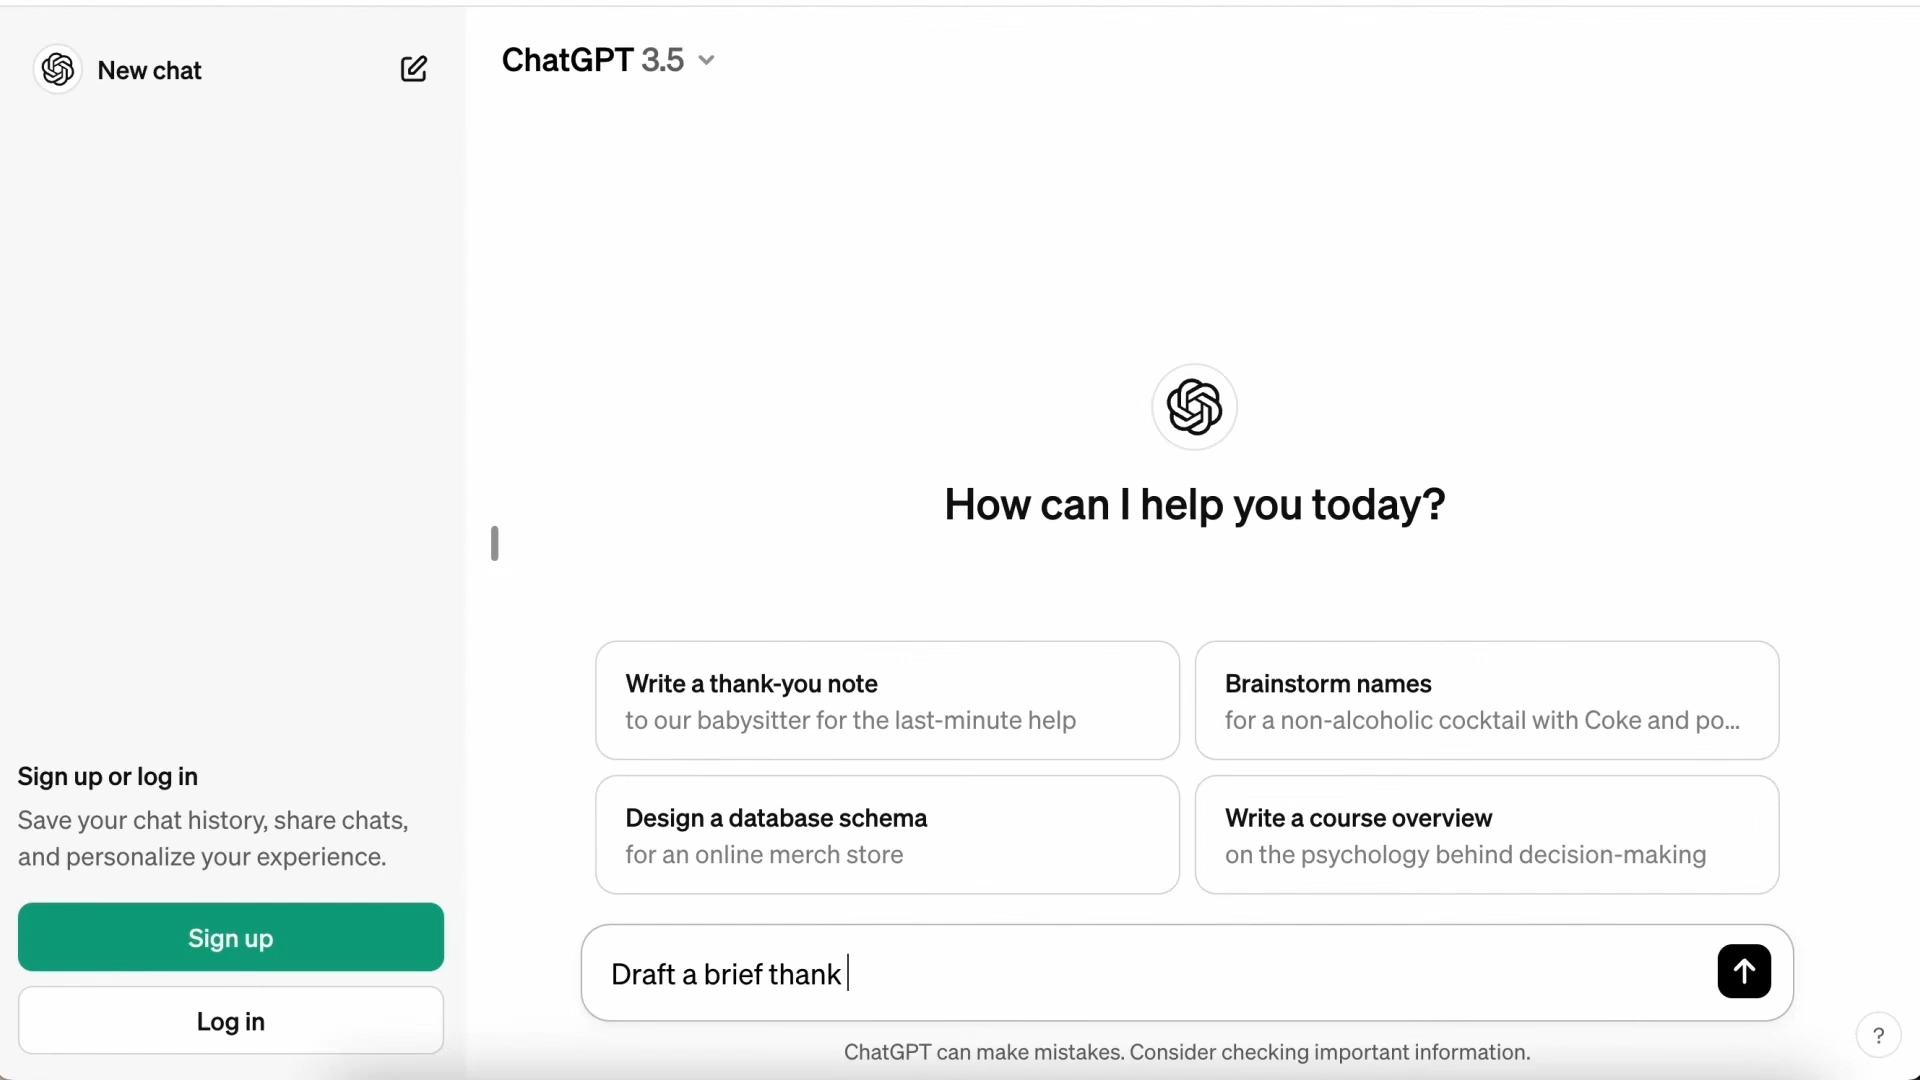 New chat
ChatGPT 3.5
How can I help you today?
Write a thank-you note
to our babysitter for the last-minute help
Brainstorm names
for a non-alcoholic cocktail with Coke and po...
Design a database schema
for an online merch store
Write a course overview
on the psychology behind decision-making
Sign up or log in
Save your chat history, share chats,
and personalize your experience.
Sign up
Log in
Draft a brief thank
ChatGPT can make mistakes. Consider checking important information.
?